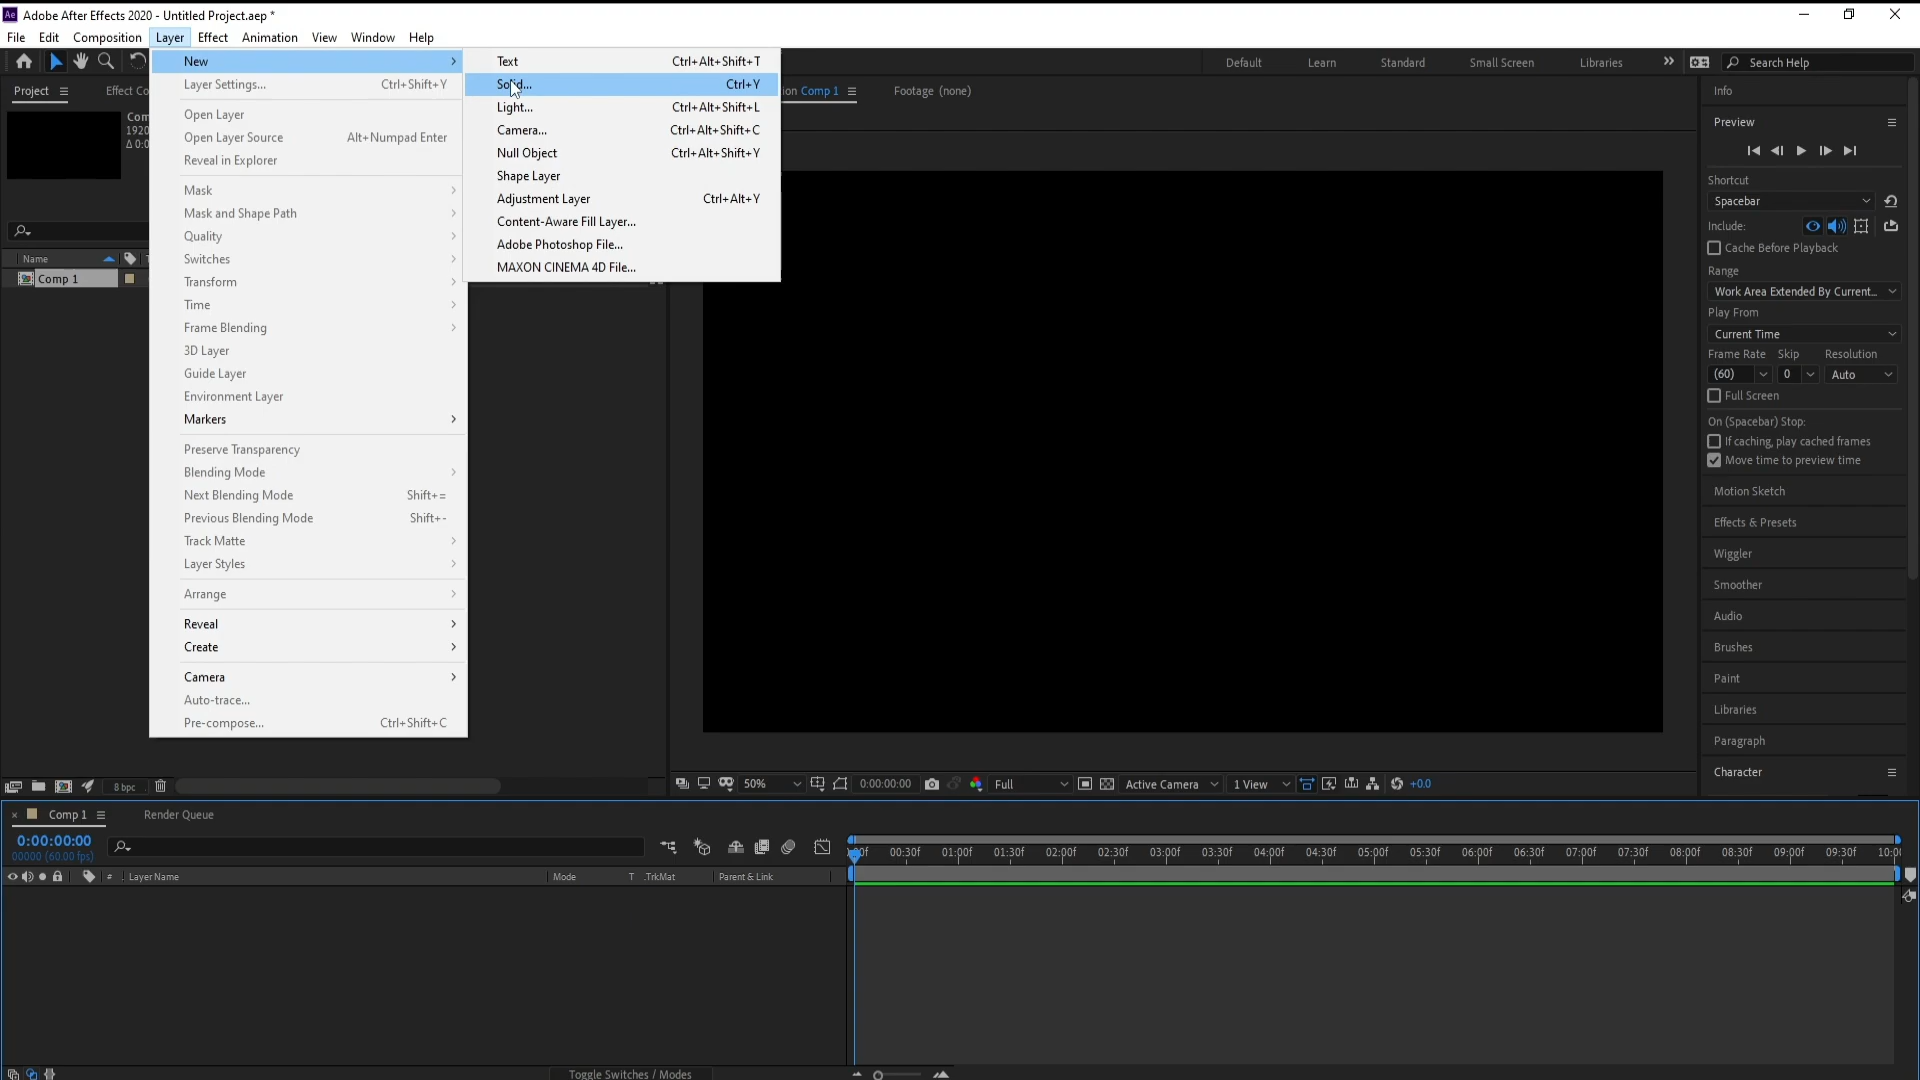 Adobe After Effects 2020 - Untitled Project.aep *
File Edit Composition Layer Effect Animation View Window Help
Default Learn Standard Small Screen Libraries Search Help
New
Layer Settings... Ctrl+Shift+Y
Open Layer
Open Layer Source Alt+Numpad Enter
Reveal in Explorer
Mask
Mask and Shape Path
Quality
Switches
Transform
Time
Frame Blending
3D Layer
Guide Layer
Environment Layer
Markers
Preserve Transparency
Blending Mode
Next Blending Mode Shift+=
Previous Blending Mode Shift+-
Track Matte
Layer Styles
Arrange
Reveal
Create
Camera
Auto-trace...
Pre-compose... Ctrl+Shift+C
Text Ctrl+Alt+Shift+T
Solid... Ctrl+Y
Light... Ctrl+Alt+Shift+L
Camera... Ctrl+Alt+Shift+C
Null Object Ctrl+Alt+Shift+Y
Shape Layer
Adjustment Layer Ctrl+Alt+Y
Content-Aware Fill Layer...
Adobe Photoshop File...
MAXON CINEMA 4D File...
Project Effect Co
Com
1920
Δ 0:0
Name
Comp 1
8 bpc
ion Comp 1 Footage (none)
50% 0:00:00:00 Full Active Camera 1 View +0.0
Info
Preview
Shortcut
Spacebar
Include:
Cache Before Playback
Range
Work Area Extended By Current...
Play From
Current Time
Frame Rate Skip Resolution
(60) 0 Auto
Full Screen
On (Spacebar) Stop:
If caching, play cached frames
Move time to preview time
Motion Sketch
Effects & Presets
Wiggler
Smoother
Audio
Brushes
Paint
Libraries
Paragraph
Character
Comp 1 Render Queue
0:00:00:00
00000 (60.00 fps)
00:30f 01:00f 01:30f 02:00f 02:30f 03:00f 03:30f 04:00f 04:30f 05:00f 05:30f 06:00f 06:30f 07:00f 07:30f 08:00f 08:30f 09:00f 09:30f
# Layer Name Mode T .TrkMat Parent & Link
Toggle Switches / Modes